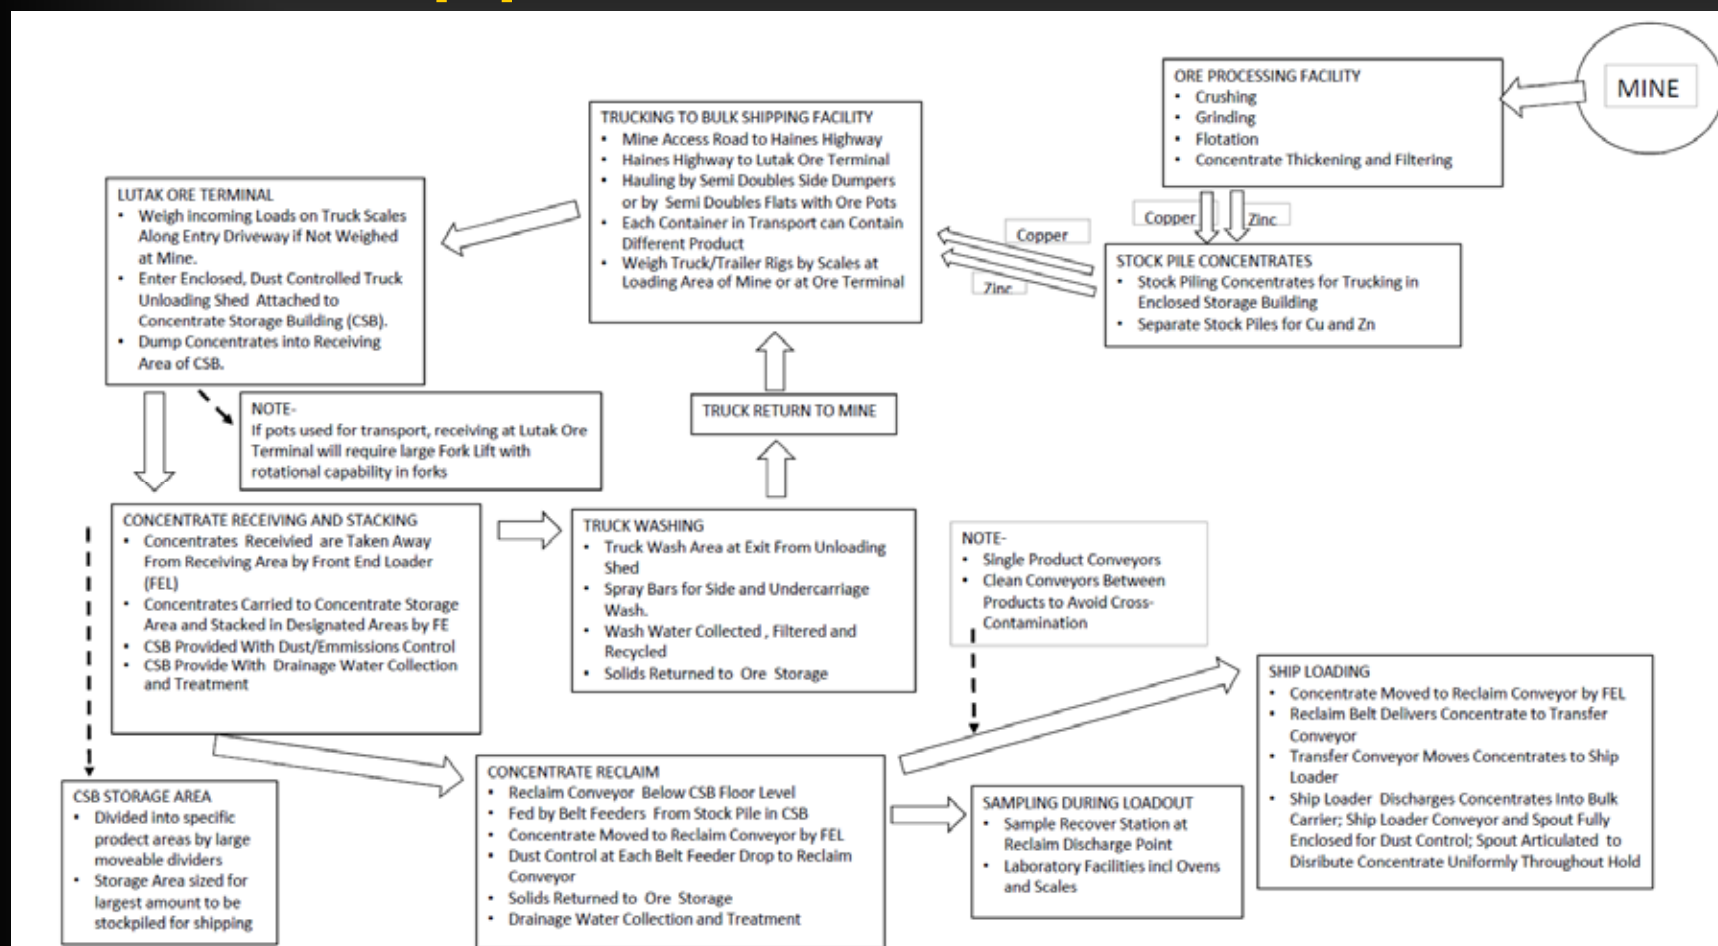 MINE
ORE PROCESSING FACILITY
• Crushing
• Grinding
• Flotation
• Concentrate Thickening and Filtering
Copper
Zinc
STOCK PILE CONCENTRATES
• Stock Piling Concentrates for Trucking in
Enclosed Storage Building
• Separate Stock Piles for Cu and Zn
Copper
Zinc
TRUCKING TO BULK SHIPPING FACILITY
• Mine Access Road to Haines Highway
• Haines Highway to Lutak Ore Terminal
• Hauling by Semi Doubles Side Dumpers
or by Semi Doubles Flats with Ore Pots
• Each Container in Transport can Contain
Different Product
• Weigh Truck/Trailer Rigs by Scales at
Loading Area of Mine or at Ore Terminal
LUTAK ORE TERMINAL
• Weigh incoming Loads on Truck Scales
Along Entry Driveway if Not Weighed
at Mine.
• Enter Enclosed, Dust Controlled Truck
Unloading Shed Attached to
Concentrate Storage Building (CSB).
• Dump Concentrates into Receiving
Area of CSB.
NOTE-
If pots used for transport, receiving at Lutak Ore
Terminal will require large Fork Lift with
rotational capability in forks
TRUCK RETURN TO MINE
CONCENTRATE RECEIVING AND STACKING
• Concentrates Receivied are Taken Away
From Receiving Area by Front End Loader
(FEL)
• Concentrates Carried to Concentrate Storage
Area and Stacked in Designated Areas by FE
• CSB Provided With Dust/Emmissions Control
• CSB Provide With Drainage Water Collection
and Treatment
TRUCK WASHING
• Truck Wash Area at Exit From Unloading
Shed
• Spray Bars for Side and Undercarriage
Wash.
• Wash Water Collected , Filtered and
Recycled
• Solids Returned to Ore Storage
NOTE-
• Single Product Conveyors
• Clean Conveyors Between
Products to Avoid Cross-
Contamination
CSB STORAGE AREA
• Divided into specific
prodect areas by large
moveable dividers
• Storage Area sized for
largest amount to be
stockpiled for shipping
CONCENTRATE RECLAIM
• Reclaim Conveyor Below CSB Floor Level
• Fed by Belt Feeders From Stock Pile in CSB
• Concentrate Moved to Reclaim Conveyor by FEL
• Dust Control at Each Belt Feeder Drop to Reclaim
Conveyor
• Solids Returned to Ore Storage
• Drainage Water Collection and Treatment
SAMPLING DURING LOADOUT
• Sample Recover Station at
Reclaim Discharge Point
• Laboratory Facilities incl Ovens
and Scales
SHIP LOADING
• Concentrate Moved to Reclaim Conveyor by FEL
• Reclaim Belt Delivers Concentrate to Transfer
Conveyor
• Transfer Conveyor Moves Concentrates to Ship
Loader
• Ship Loader Discharges Concentrates Into Bulk
Carrier; Ship Loader Conveyor and Spout Fully
Enclosed for Dust Control; Spout Articulated to
Disribute Concentrate Uniformly Throughout Hold